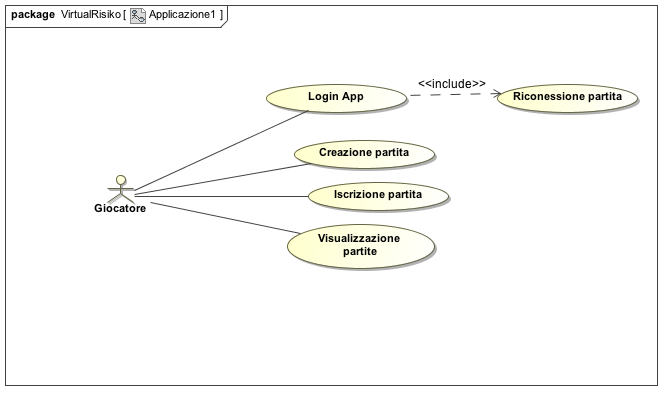 package VirtualRisiko [ Applicazione1 ]
<<include>>
Login App
Riconessione partita
Creazione partita
Iscrizione partita
Giocatore
Visualizzazione
partite